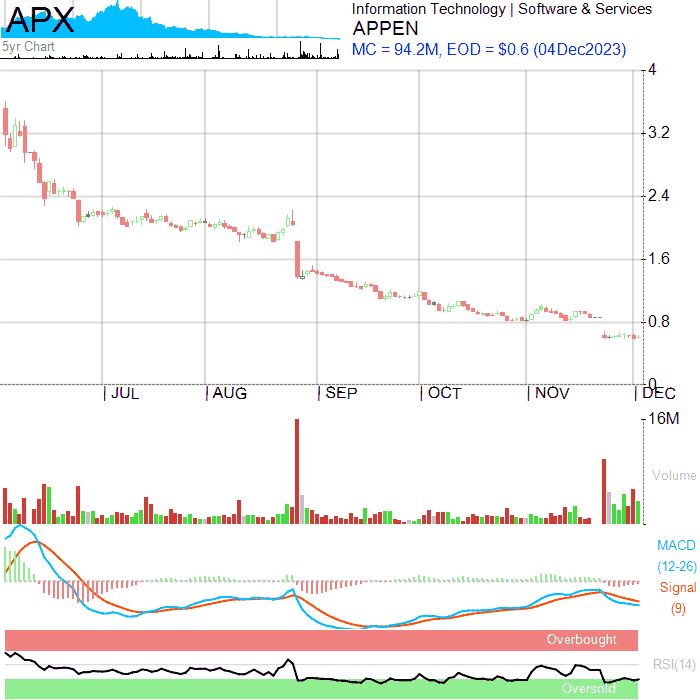 APX
5yr Chart
Information Technology | Software & Services
APPEN
MC = 94.2M, EOD = $0.6 (04Dec2023)
4
3.2
2.4
1.6
0.8
0
JUL AUG SEP OCT NOV DEC
16M
Volume
MACD
(12-26)
Signal
(9)
Overbought
RSI(14)
Oversold